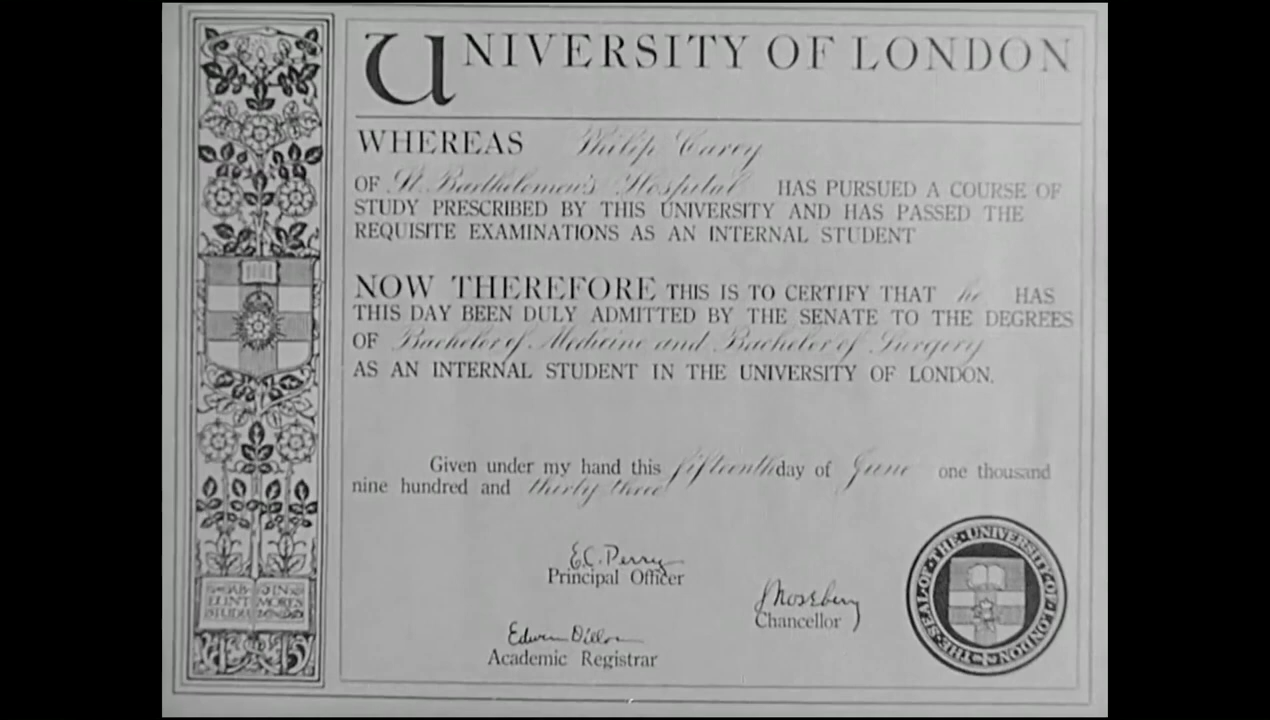 UNIVERSITY OF LONDON
WHEREAS Philip Carey
OF St. Bartholomew's Hospital HAS PURSUED A COURSE OF
STUDY PRESCRIBED BY THIS UNIVERSITY AND HAS PASSED THE
REQUISITE EXAMINATIONS AS AN INTERNAL STUDENT
NOW THEREFORE THIS IS TO CERTIFY THAT he HAS
THIS DAY BEEN DULY ADMITTED BY THE SENATE TO THE DEGREES
OF Bachelor of Medicine and Bachelor of Surgery
AS AN INTERNAL STUDENT IN THE UNIVERSITY OF LONDON.
Given under my hand this fifteenth day of June one thousand
nine hundred and thirty three
E.C. Perry
Principal Officer
Chancellor
Edwin Dillon
Academic Registrar
THE SEAL OF THE UNIVERSITY OF LONDON